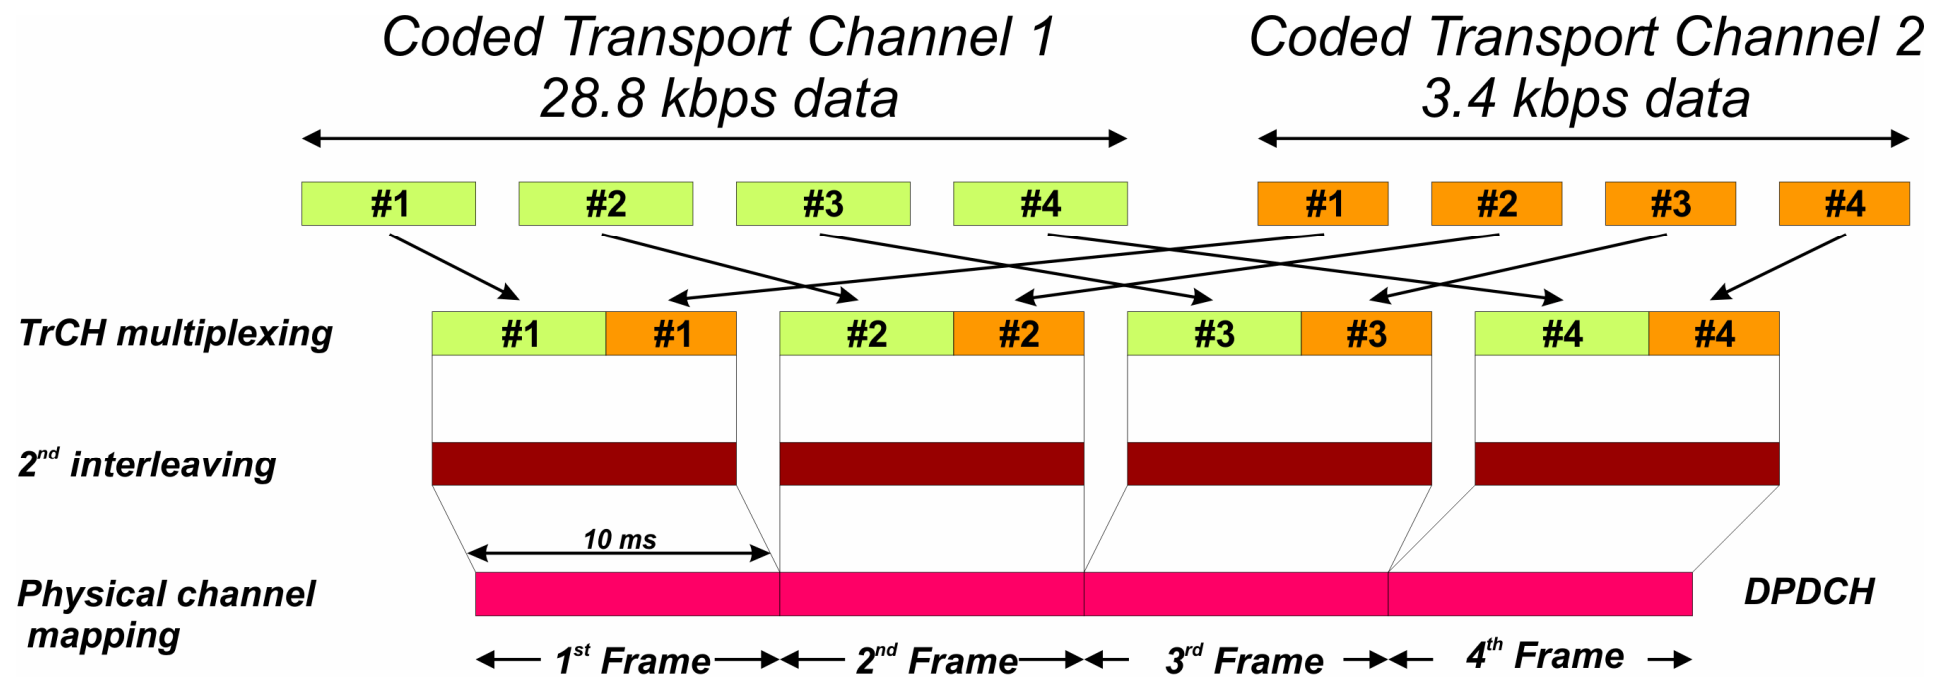 Coded Transport Channel 1
28.8 kbps data
Coded Transport Channel 2
3.4 kbps data
#1 #2 #3 #4 #1 #2 #3 #4
TrCH multiplexing #1 #1 #2 #2 #3 #3 #4 #4
2nd interleaving
10 ms
Physical channel
mapping
DPDCH
1st Frame 2nd Frame 3rd Frame 4th Frame